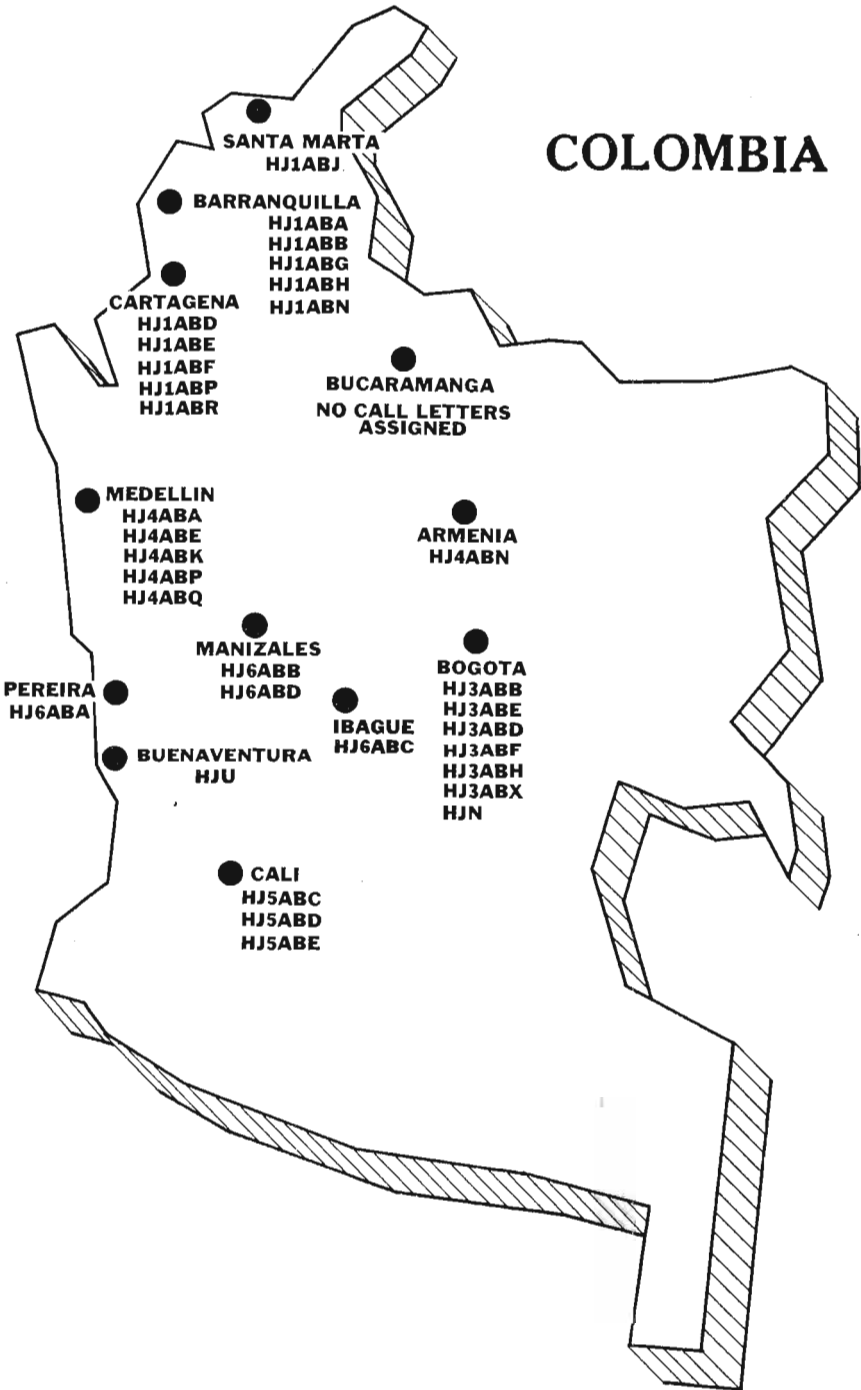 COLOMBIA
SANTA MARTA
HJ1ABJ
BARRANQUILLA
HJ1ABA
HJ1ABB
HJ1ABG
HJ1ABH
HJ1ABN
CARTAGENA
HJ1ABD
HJ1ABE
HJ1ABF
HJ1ABP
HJ1ABR
BUCARAMANGA
NO CALL LETTERS
ASSIGNED
MEDELLIN
HJ4ABA
HJ4ABE
HJ4ABK
HJ4ABP
HJ4ABQ
ARMENIA
HJ4ABN
MANIZALES
HJ6ABB
HJ6ABD
BOGOTA
HJ3ABB
HJ3ABE
HJ3ABD
HJ3ABF
HJ3ABH
HJ3ABX
HJN
PEREIRA
HJ6ABA
IBAGUE
HJ6ABC
BUENAVENTURA
HJU
CALI
HJ5ABC
HJ5ABD
HJ5ABE